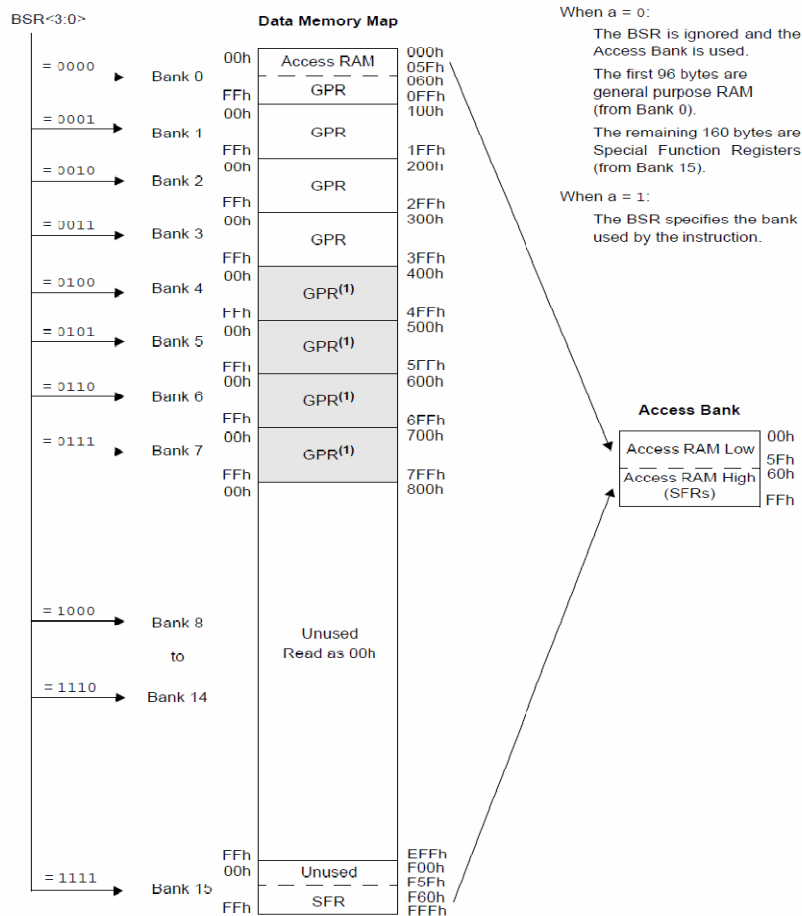 BSR<3:0>
Data Memory Map
When a = 0:
The BSR is ignored and the
Access Bank is used.
The first 96 bytes are
general purpose RAM
(from Bank 0).
The remaining 160 bytes are
Special Function Registers
(from Bank 15).
When a = 1:
The BSR specifies the bank
used by the instruction.
= 0000
Bank 0
00h
Access RAM
000h
05Fh
GPR
060h
FFh
0FFh
= 0001
Bank 1
00h
GPR
100h
FFh
1FFh
= 0010
Bank 2
00h
GPR
200h
FFh
2FFh
= 0011
Bank 3
00h
GPR
300h
FFh
3FFh
= 0100
Bank 4
00h
GPR(1)
400h
FFh
4FFh
= 0101
Bank 5
00h
GPR(1)
500h
FFh
5FFh
= 0110
Bank 6
00h
GPR(1)
600h
FFh
6FFh
= 0111
Bank 7
00h
GPR(1)
700h
FFh
7FFh
00h
800h
= 1000
Bank 8
to
= 1110
Bank 14
Unused
Read as 00h
FFh
EFFh
= 1111
Bank 15
00h
Unused
F00h
F5Fh
SFR
F60h
FFh
FFFh
Access Bank
Access RAM Low
00h
5Fh
Access RAM High
(SFRs)
60h
FFh